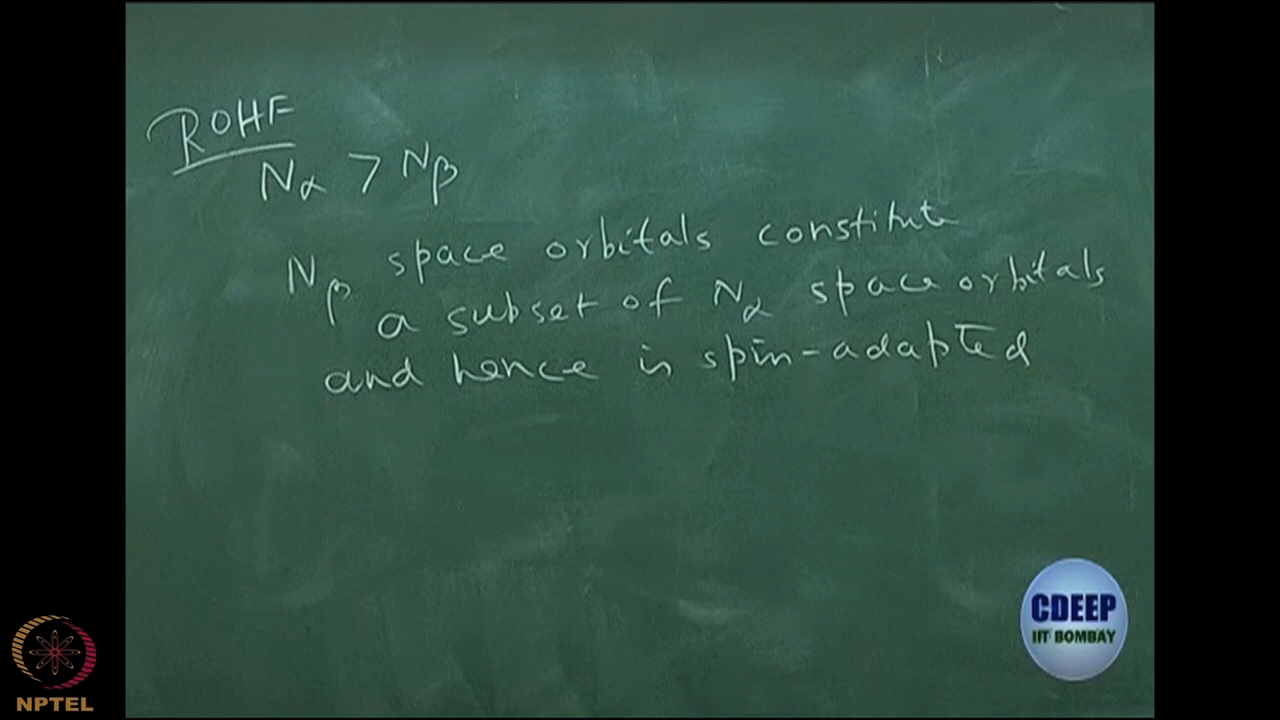 ROHF
Nα > Nβ
Nβ space orbitals constitute
a subset of Nα space orbitals
and hence is spin-adapted
CDEEP
IIT BOMBAY
NPTEL